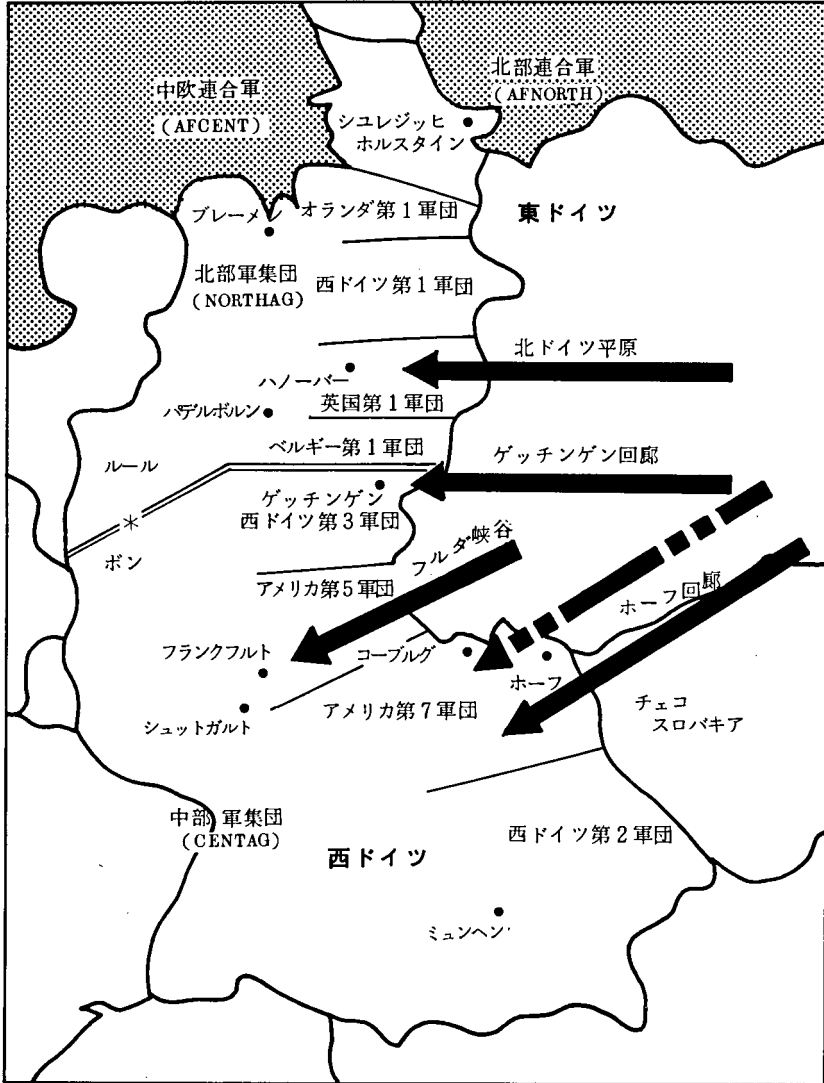 中欧連合軍
(AFCENT)
北部連合軍
(AFNORTH)
シユレジッヒ
ホルスタイン
ブレーメン
オランダ第1軍団
東ドイツ
北部軍集団
(NORTHAG)
西ドイツ第1軍団
北ドイツ平原
ハノーバー
英国第1軍団
パデルボルン
ベルギー第1軍団
ゲッチンゲン回廊
ルール
ゲッチンゲン
西ドイツ第3軍団
*
ボン
フルダ峡谷
アメリカ第5軍団
ホーフ回廊
フランクフルト
コーブルグ
ホーフ
シュットガルト
アメリカ第7軍団
チェコ
スロバキア
中部軍集団
(CENTAG)
西ドイツ
西ドイツ第2軍団
ミュンヘン